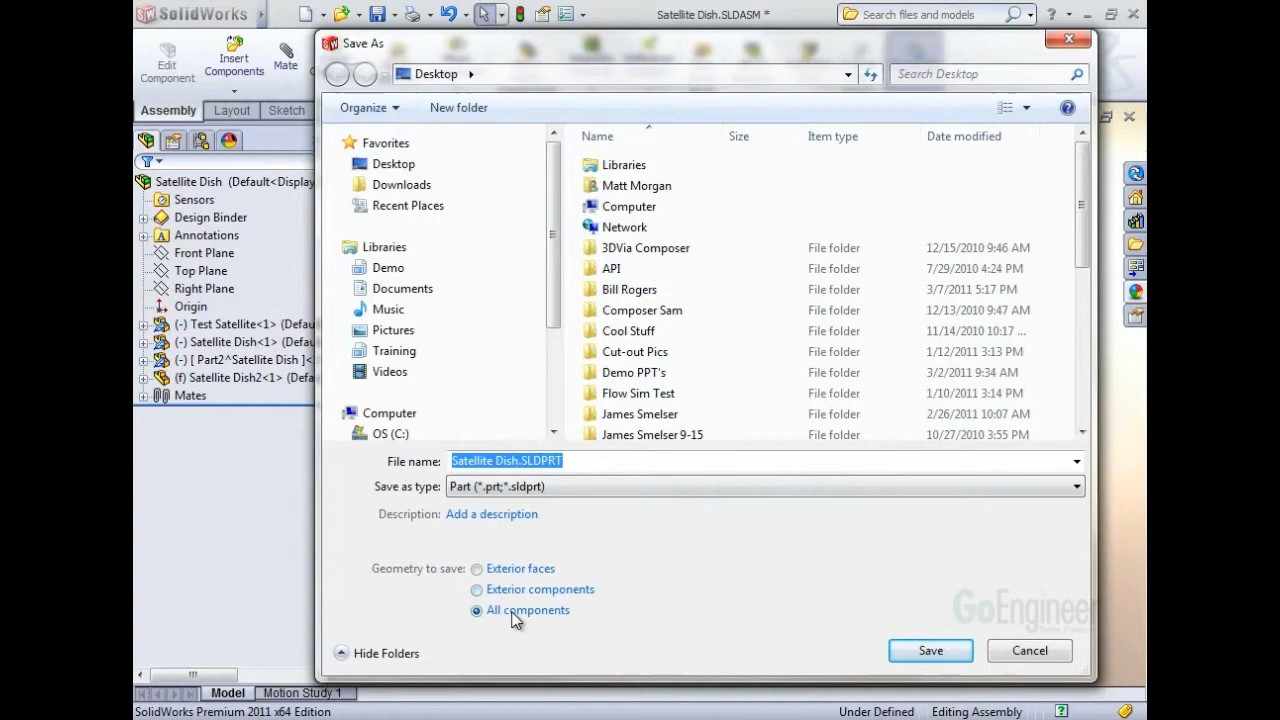 SolidWorks
Satellite Dish.SLDASM *
Search files and models
Edit
Component
Insert
Components
Mate
Assembly
Layout
Sketch
Satellite Dish (Default<Display
Sensors
Design Binder
Annotations
Front Plane
Top Plane
Right Plane
Origin
(-) Test Satellite<1> (Defau
(-) Satellite Dish<1> (Defau
(-) [ Part2^Satellite Dish ]<
(f) Satellite Dish2<1> (Defa
Mates
Save As
Desktop
Search Desktop
Organize
New folder
Favorites
Desktop
Downloads
Recent Places
Libraries
Demo
Documents
Music
Pictures
Training
Videos
Computer
OS (C:)
Name Size Item type Date modified
Libraries
Matt Morgan
Computer
Network
3DVia Composer File folder 12/15/2010 9:46 AM
API File folder 7/29/2010 4:24 PM
Bill Rogers File folder 3/7/2011 5:17 PM
Composer Sam File folder 12/13/2010 9:47 AM
Cool Stuff File folder 11/14/2010 10:17 ...
Cut-out Pics File folder 1/12/2011 3:13 PM
Demo PPT's File folder 3/2/2011 9:34 AM
Flow Sim Test File folder 1/10/2011 3:14 PM
James Smelser File folder 2/26/2011 10:07 AM
James Smelser 9-15 File folder 10/27/2010 3:55 PM
File name: Satellite Dish.SLDPRT
Save as type: Part (*.prt;*.sldprt)
Description: Add a description
Geometry to save: Exterior faces
Exterior components
All components
GoEngineer
Hide Folders
Save
Cancel
Model
Motion Study 1
SolidWorks Premium 2011 x64 Edition
Under Defined
Editing Assembly